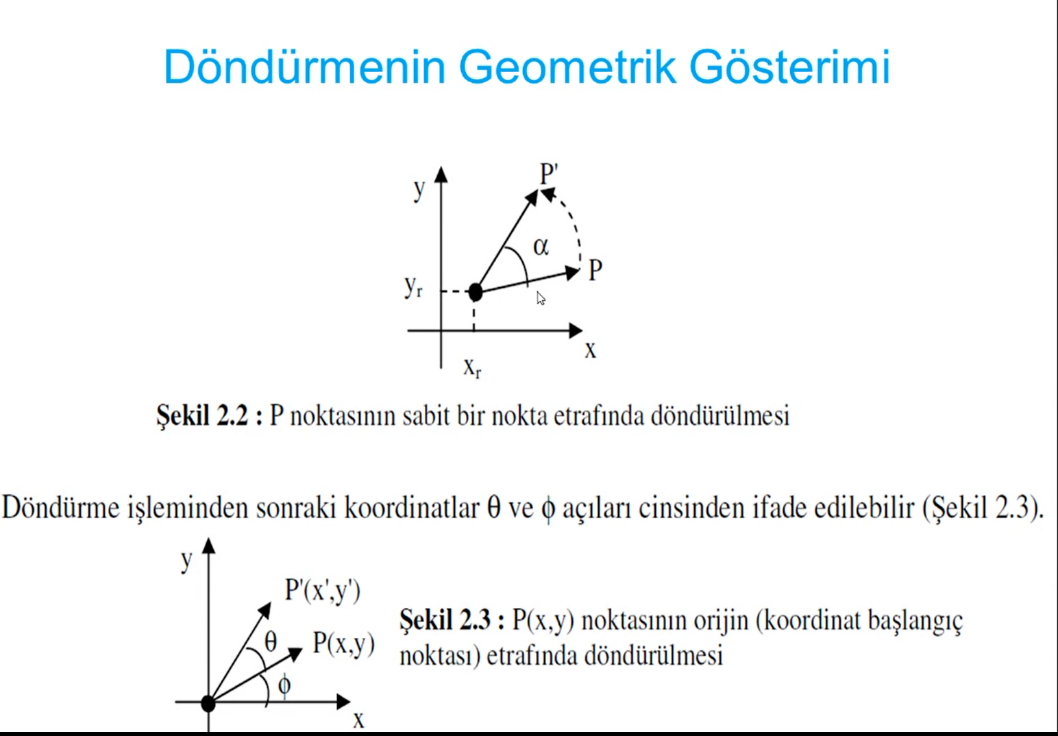 Döndürmenin Geometrik Gösterimi
y
P'
α
P
yr
x
xr
Şekil 2.2 : P noktasının sabit bir nokta etrafında döndürülmesi
Döndürme işleminden sonraki koordinatlar θ ve ϕ açıları cinsinden ifade edilebilir (Şekil 2.3).
y
P'(x',y')
θ
P(x,y)
ϕ
x
Şekil 2.3 : P(x,y) noktasının orijin (koordinat başlangıç
noktası) etrafında döndürülmesi